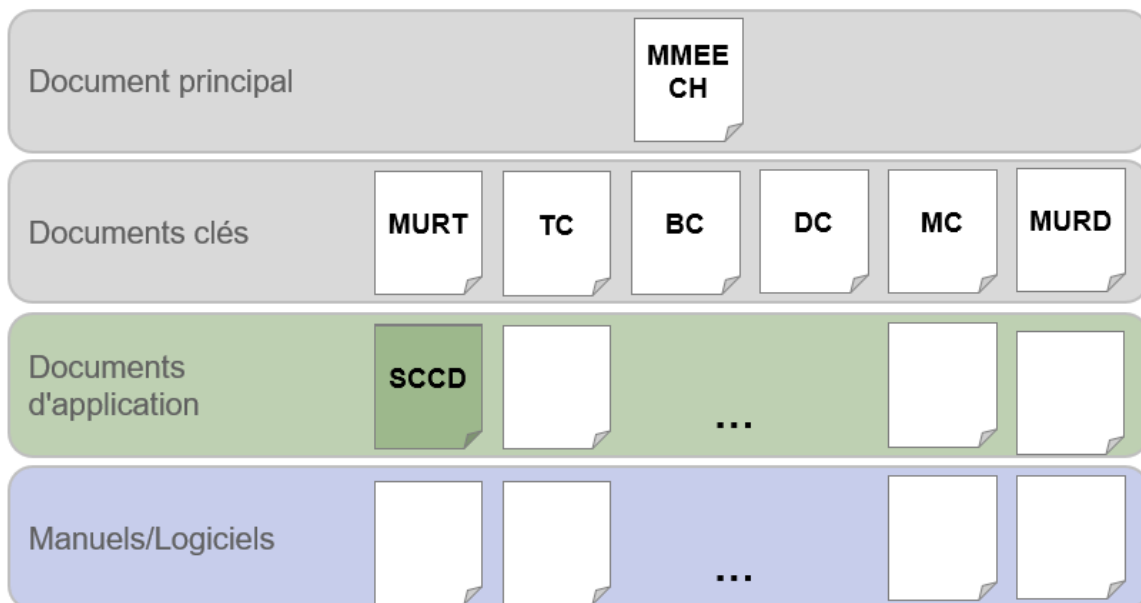 Document principal
MMEE
CH
Documents clés
MURT
TC
BC
DC
MC
MURD
Documents
d'application
SCCD
...
Manuels/Logiciels
...